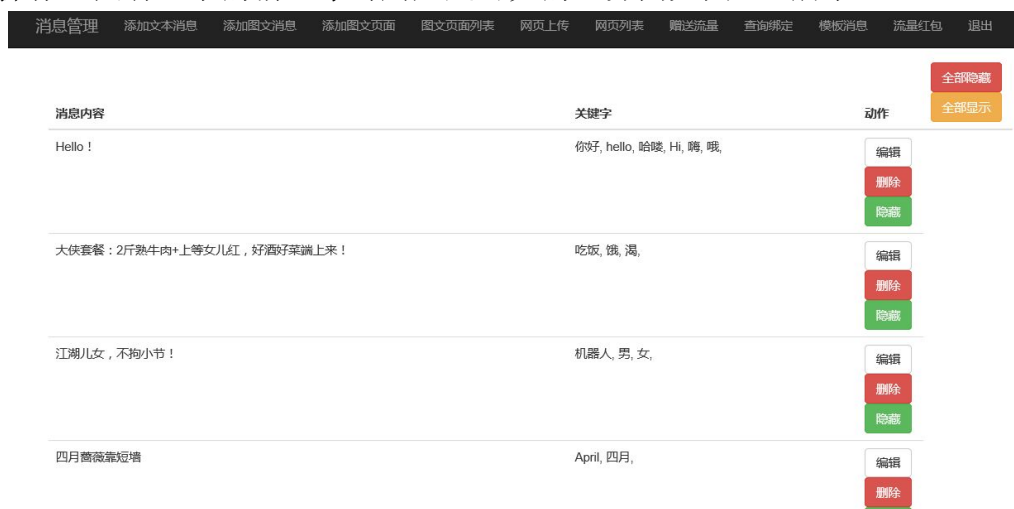 消息管理 添加文本消息 添加图文消息 添加图文页面 图文页面列表 网页上传 网页列表 赠送流量 查询绑定 模板消息 流量红包 退出
全部隐藏
消息内容 关键字 动作 全部显示
Hello！ 你好, hello, 哈喽, Hi, 嗨, 哦, 编辑
删除
隐藏
大侠套餐：2斤熟牛肉+上等女儿红，好酒好菜端上来！ 吃饭, 饿, 渴, 编辑
删除
隐藏
江湖儿女，不拘小节！ 机器人, 男, 女, 编辑
删除
隐藏
四月蔷薇靠短墙 April, 四月, 编辑
删除